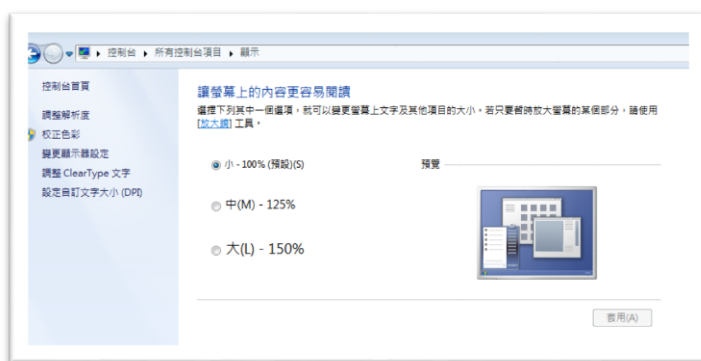 控制台 ▸ 所有控制台項目 ▸ 顯示
控制台首頁
調整解析度
校正色彩
變更顯示器設定
調整 ClearType 文字
設定自訂文字大小 (DPI)
讓螢幕上的內容更容易閱讀
選擇下列其中一個選項，就可以變更螢幕上文字及其他項目的大小。若只要暫時放大螢幕的某個部分，請使用
[放大鏡] 工具。
小 - 100% (預設)(S)
預覽
中(M) - 125%
大(L) - 150%
套用(A)